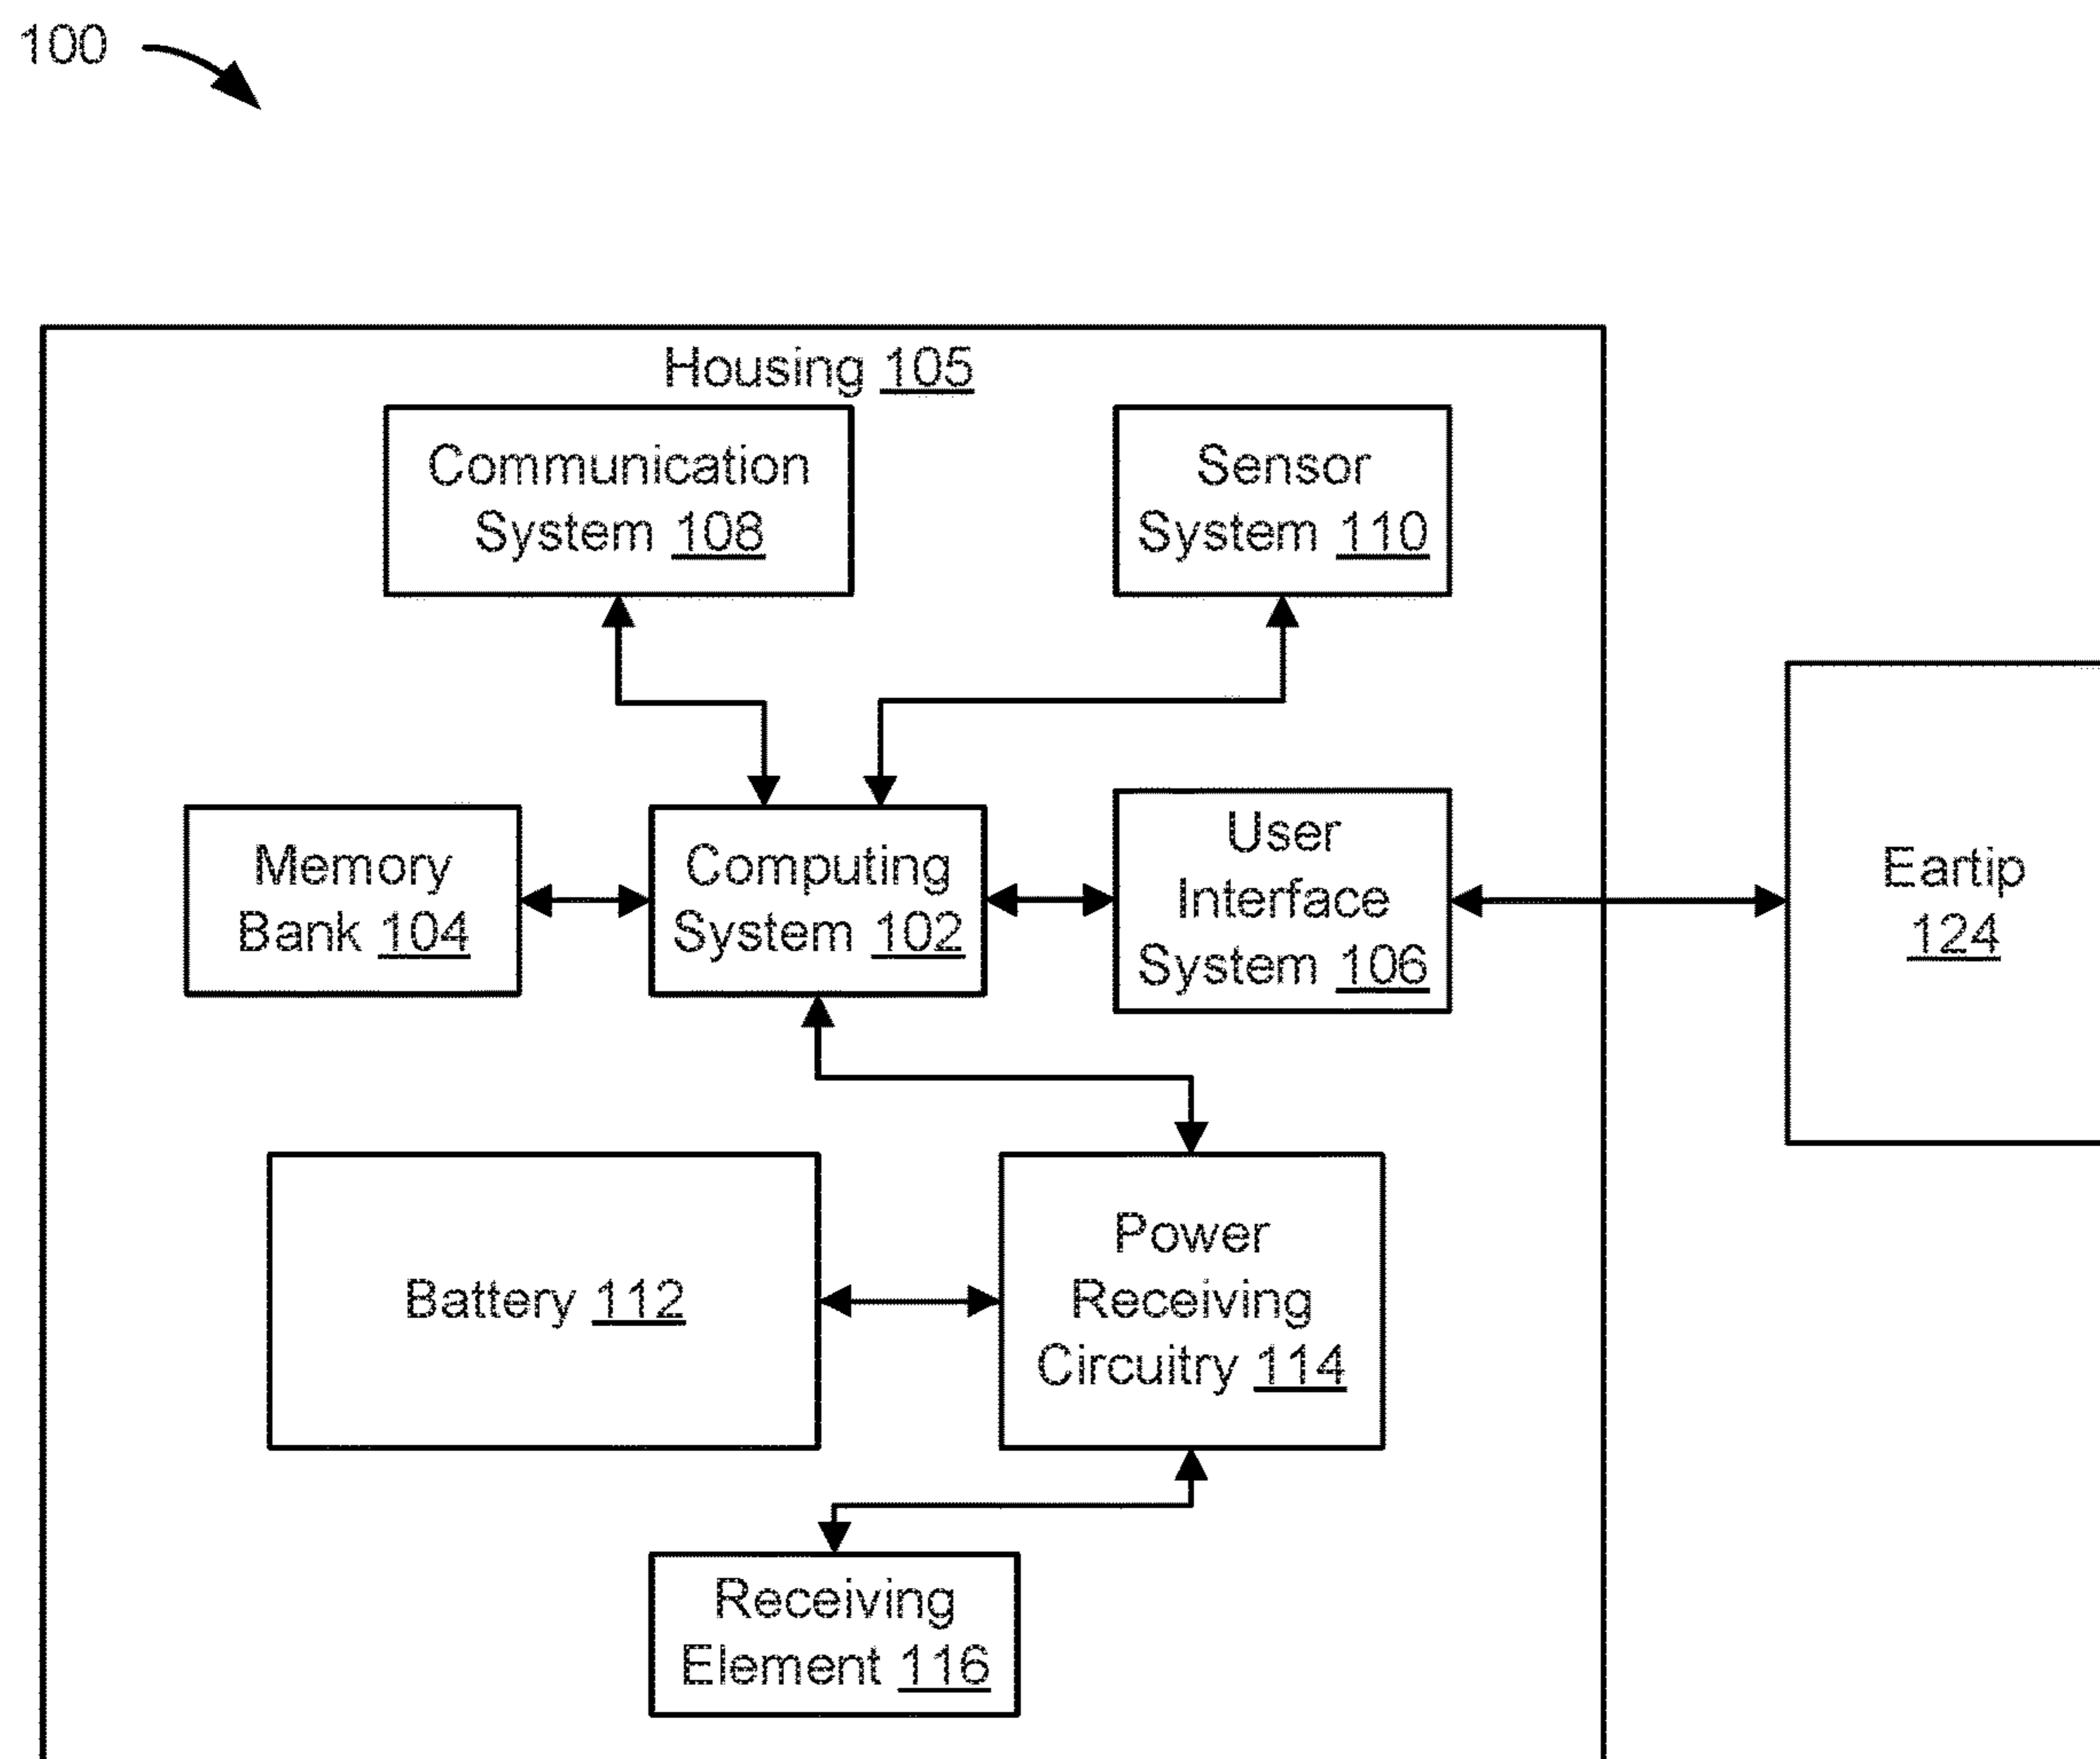 100
Housing 105
Communication
System 108
Sensor
System 110
Memory
Bank 104
Computing
System 102
User
Interface
System 106
Eartip
124
Battery 112
Power
Receiving
Circuitry 114
Receiving
Element 116